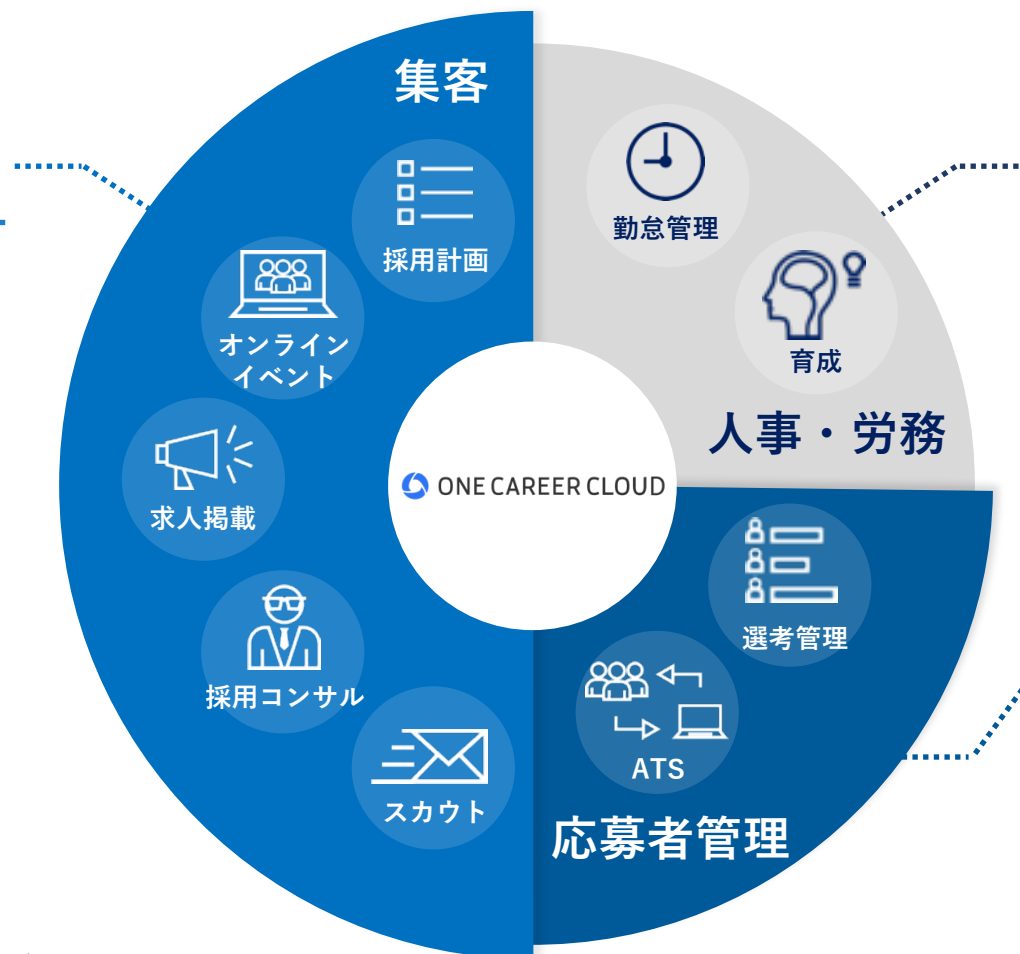 集客
採用計画
オンライン
イベント
求人掲載
採用コンサル
スカウト
ONE CAREER CLOUD
勤怠管理
育成
人事・労務
選考管理
ATS
応募者管理